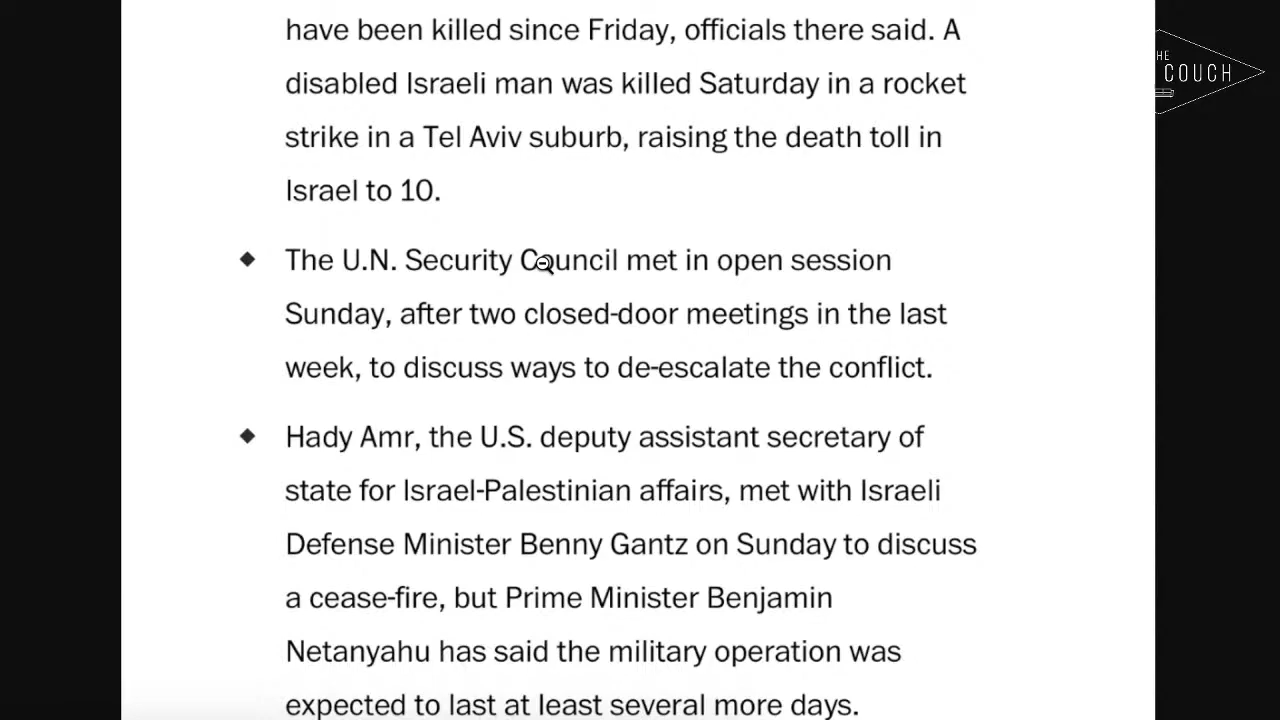 have been killed since Friday, officials there said. A
disabled Israeli man was killed Saturday in a rocket
strike in a Tel Aviv suburb, raising the death toll in
Israel to 10.
The U.N. Security Council met in open session
Sunday, after two closed-door meetings in the last
week, to discuss ways to de-escalate the conflict.
Hady Amr, the U.S. deputy assistant secretary of
state for Israel-Palestinian affairs, met with Israeli
Defense Minister Benny Gantz on Sunday to discuss
a cease-fire, but Prime Minister Benjamin
Netanyahu has said the military operation was
expected to last at least several more days.
HE
COUCH